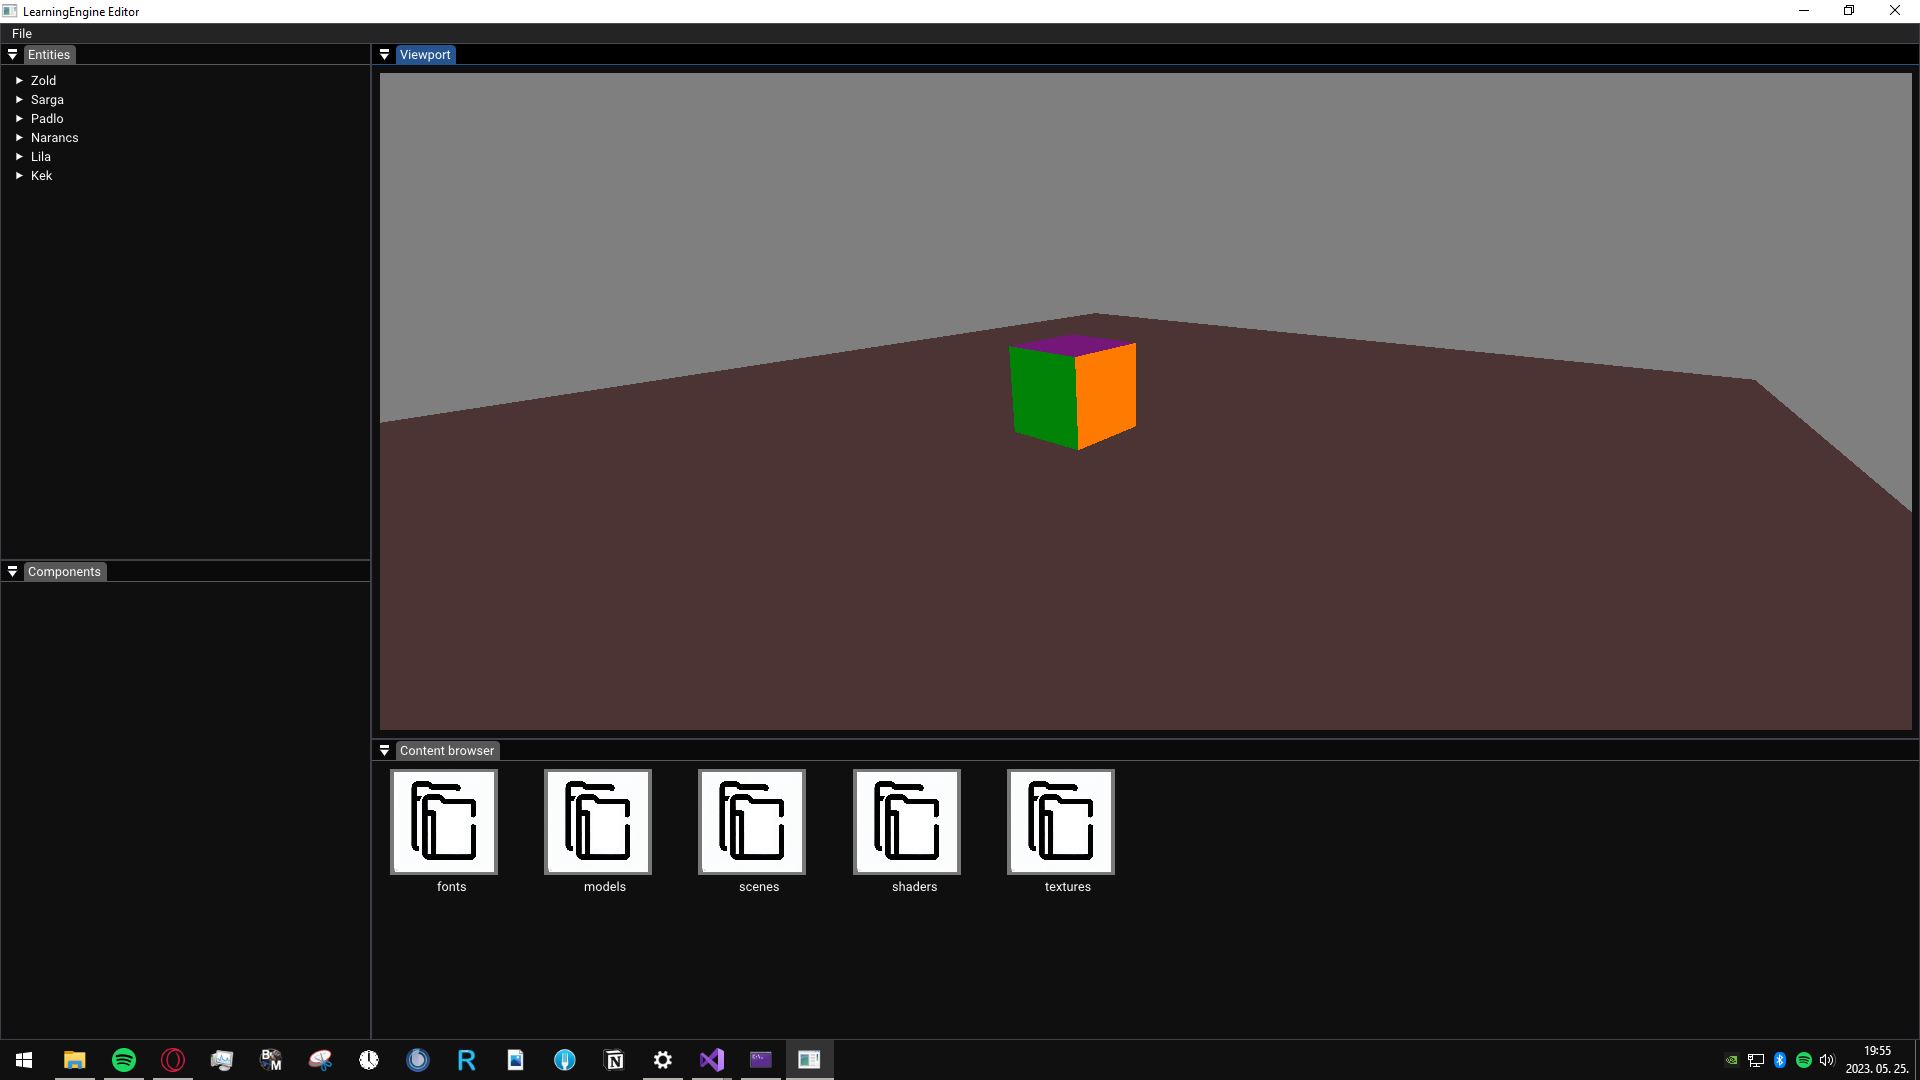 LearningEngine Editor
File
Entities
Zold
Sarga
Padlo
Narancs
Lila
Kek
Components
Viewport
Content browser
fonts
models
scenes
shaders
textures
19:55
2023. 05. 25.